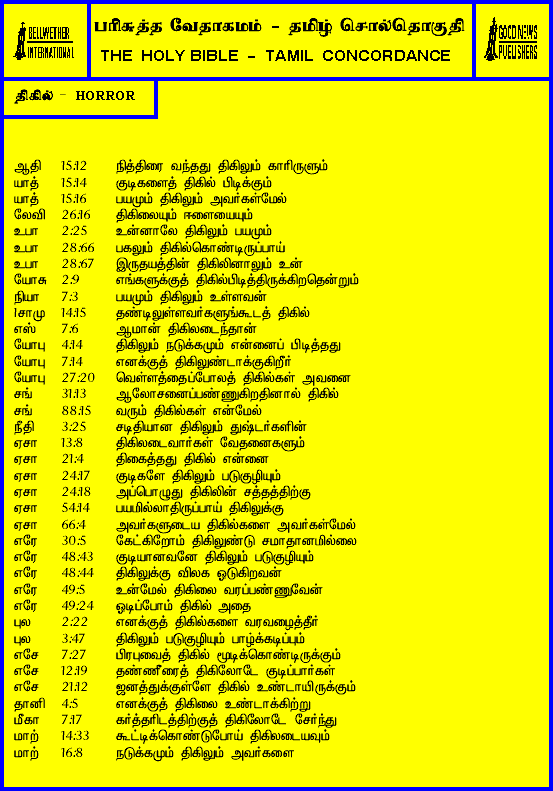 BELLWETHER
INTERNATIONAL
பரிசுத்த வேதாகமம் - தமிழ் சொல்தொகுதி
THE HOLY BIBLE - TAMIL CONCORDANCE
GOOD NEWS
PUBLISHERS
திகில் - HORROR
ஆதி 15:12 நித்திரை வந்தது திகிலும் காரிருளும்
யாத் 15:14 குடிகளைத் திகில் பிடிக்கும்
யாத் 15:16 பயமும் திகிலும் அவர்கள்மேல்
லேவி 26:16 திகிலையும் ஈளையையும்
உபா 2:25 உன்னாலே திகிலும் பயமும்
உபா 28:66 பகலும் திகில்கொண்டிருப்பாய்
உபா 28:67 இருதயத்தின் திகிலினாலும் உன்
யோசு 2:9 எங்களுக்குத் திகில்பிடித்திருக்கிறதென்றும்
நியா 7:3 பயமும் திகிலும் உள்ளவன்
1சாமு 14:15 தண்டிலுள்ளவர்களுங்கூடத் திகில்
எஸ் 7:6 ஆமான் திகிலடைந்தான்
யோபு 4:14 திகிலும் நடுக்கமும் என்னைப் பிடித்தது
யோபு 7:14 எனக்குத் திகிலுண்டாக்குகிறீர்
யோபு 27:20 வெள்ளத்தைப்போலத் திகில்கள் அவனை
சங் 31:13 ஆலோசனைப்பண்ணுகிறதினால் திகில்
சங் 88:15 வரும் திகில்கள் என்மேல்
நீதி 3:25 சடிதியான திகிலும் துஷ்டர்களின்
ஏசா 13:8 திகிலடைவார்கள் வேதனைகளும்
ஏசா 21:4 திகைத்தது திகில் என்னை
ஏசா 24:17 குடிகளே திகிலும் படுகுழியும்
ஏசா 24:18 அப்பொழுது திகிலின் சத்தத்திற்கு
ஏசா 54:14 பயமில்லாதிருப்பாய் திகிலுக்கு
ஏசா 66:4 அவர்களுடைய திகில்களை அவர்கள்மேல்
எரே 30:5 கேட்கிறோம் திகிலுண்டு சமாதானமில்லை
எரே 48:43 குடியானவனே திகிலும் படுகுழியும்
எரே 48:44 திகிலுக்கு விலக ஓடுகிறவன்
எரே 49:5 உன்மேல் திகிலை வரப்பண்ணுவேன்
எரே 49:24 ஓடிப்போம் திகில் அதை
புல 2:22 எனக்குத் திகில்களை வரவழைத்தீர்
புல 3:47 திகிலும் படுகுழியும் பாழ்க்கடிப்பும்
எசே 7:27 பிரபுவைத் திகில் மூடிக்கொண்டிருக்கும்
எசே 12:19 தண்ணீரைத் திகிலோடே குடிப்பார்கள்
எசே 21:12 ஜனத்துக்குள்ளே திகில் உண்டாயிருக்கும்
தானி 4:5 எனக்குத் திகிலை உண்டாக்கிற்று
மீகா 7:17 கர்த்தரிடத்திற்குத் திகிலோடே சேர்ந்து
மாற் 14:33 கூட்டிக்கொண்டுபோய் திகிலடையவும்
மாற் 16:8 நடுக்கமும் திகிலும் அவர்களை